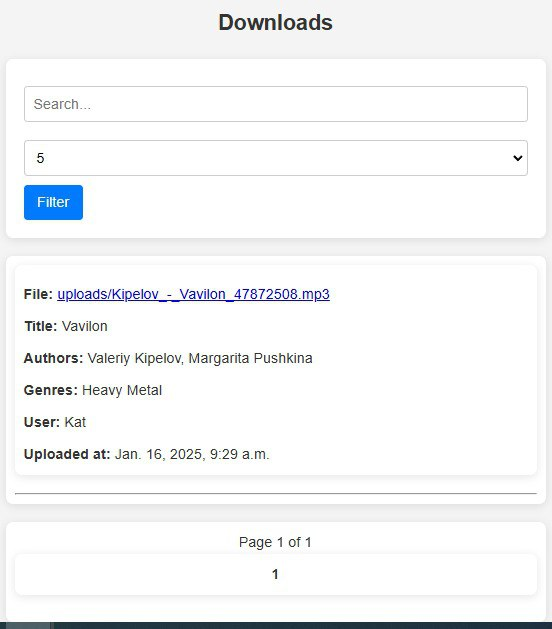 Downloads
Search...
5
Filter
File: uploads/Kipelov_-_Vavilon_47872508.mp3
Title: Vavilon
Authors: Valeriy Kipelov, Margarita Pushkina
Genres: Heavy Metal
User: Kat
Uploaded at: Jan. 16, 2025, 9:29 a.m.
Page 1 of 1
1